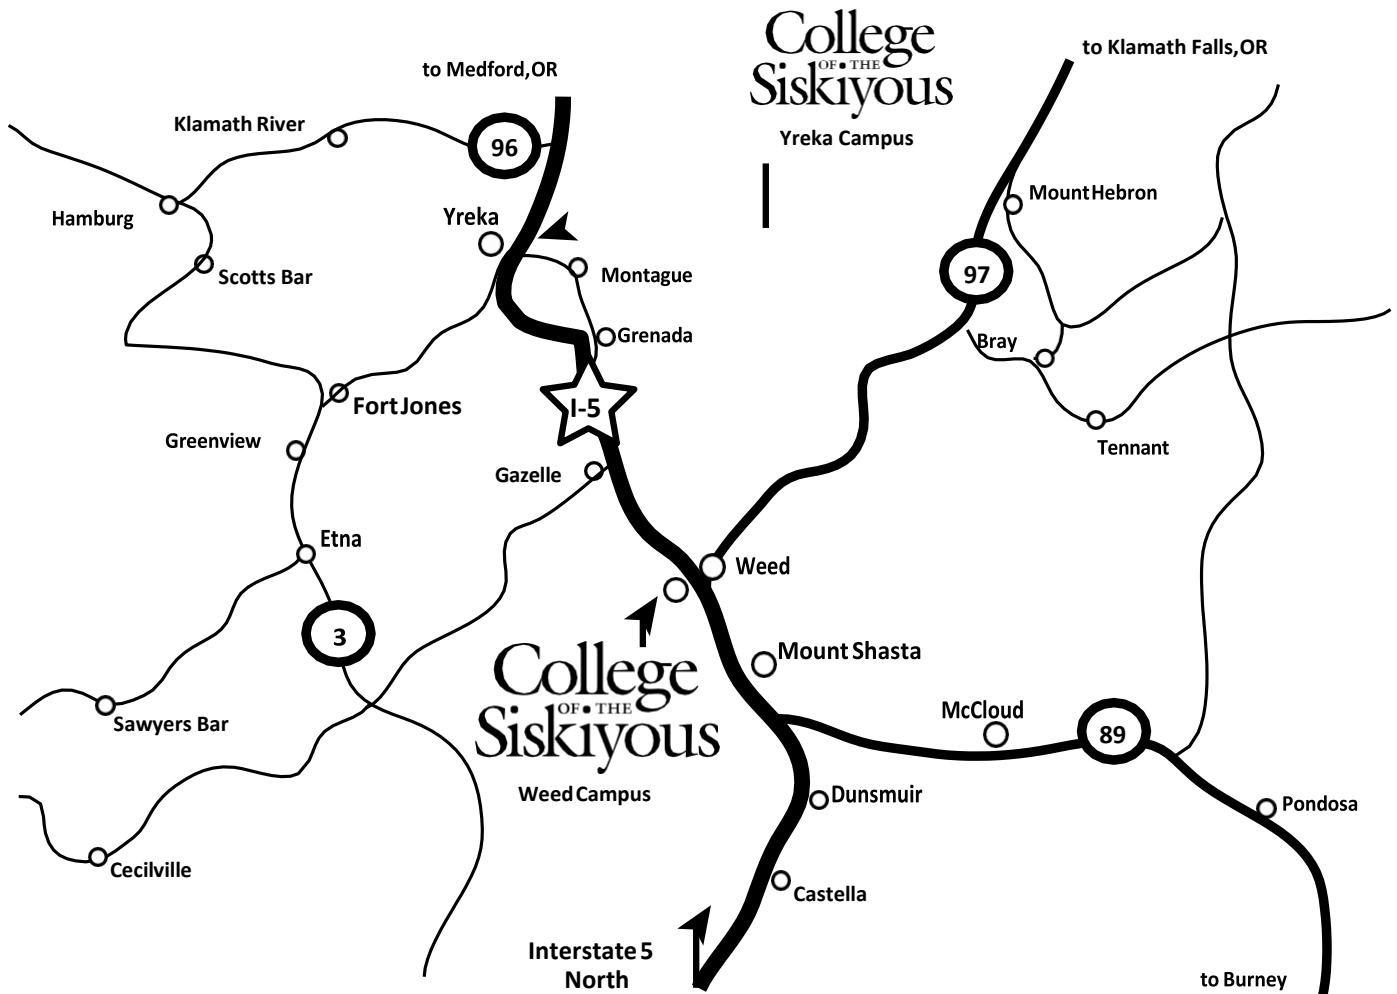 College
OF THE
Siskiyous
Yreka Campus
to Klamath Falls,OR
to Medford,OR
Klamath River
96
Hamburg
Yreka
Mount Hebron
Scotts Bar
Montague
97
Grenada
Bray
I-5
Fort Jones
Greenview
Tennant
Gazelle
Etna
Weed
3
Mount Shasta
College
OF THE
Siskiyous
Weed Campus
McCloud
89
Sawyers Bar
Dunsmuir
Pondosa
Cecilville
Castella
Interstate 5
North
to Burney